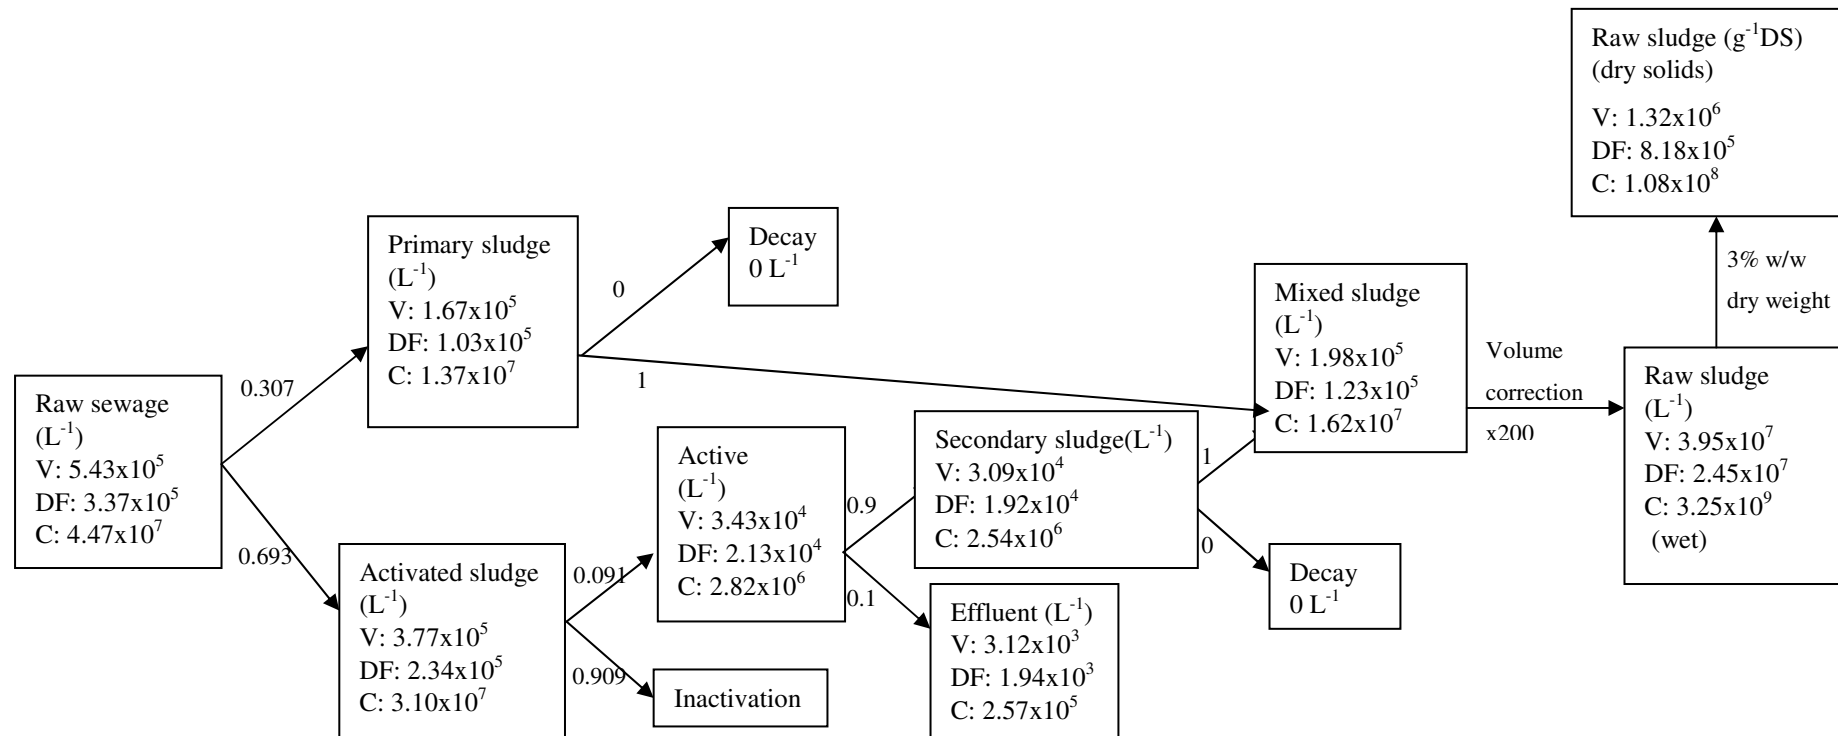 Raw sludge (g⁻¹DS)
(dry solids)
V: 1.32x10⁶
DF: 8.18x10⁵
C: 1.08x10⁸
3% w/w
dry weight
Decay
0 L⁻¹
Primary sludge
(L⁻¹)
V: 1.67x10⁵
DF: 1.03x10⁵
C: 1.37x10⁷
0
1
Mixed sludge
(L⁻¹)
V: 1.98x10⁵
DF: 1.23x10⁵
C: 1.62x10⁷
Volume
correction
x200
Raw sludge
(L⁻¹)
V: 3.95x10⁷
DF: 2.45x10⁷
C: 3.25x10⁹
(wet)
Raw sewage
(L⁻¹)
V: 5.43x10⁵
DF: 3.37x10⁵
C: 4.47x10⁷
0.307
0.693
Active
(L⁻¹)
V: 3.43x10⁴
DF: 2.13x10⁴
C: 2.82x10⁶
0.9
0.1
Secondary sludge(L⁻¹)
V: 3.09x10⁴
DF: 1.92x10⁴
C: 2.54x10⁶
1
0
Decay
0 L⁻¹
Activated sludge
(L⁻¹)
V: 3.77x10⁵
DF: 2.34x10⁵
C: 3.10x10⁷
0.091
0.909
Inactivation
Effluent (L⁻¹)
V: 3.12x10³
DF: 1.94x10³
C: 2.57x10⁵